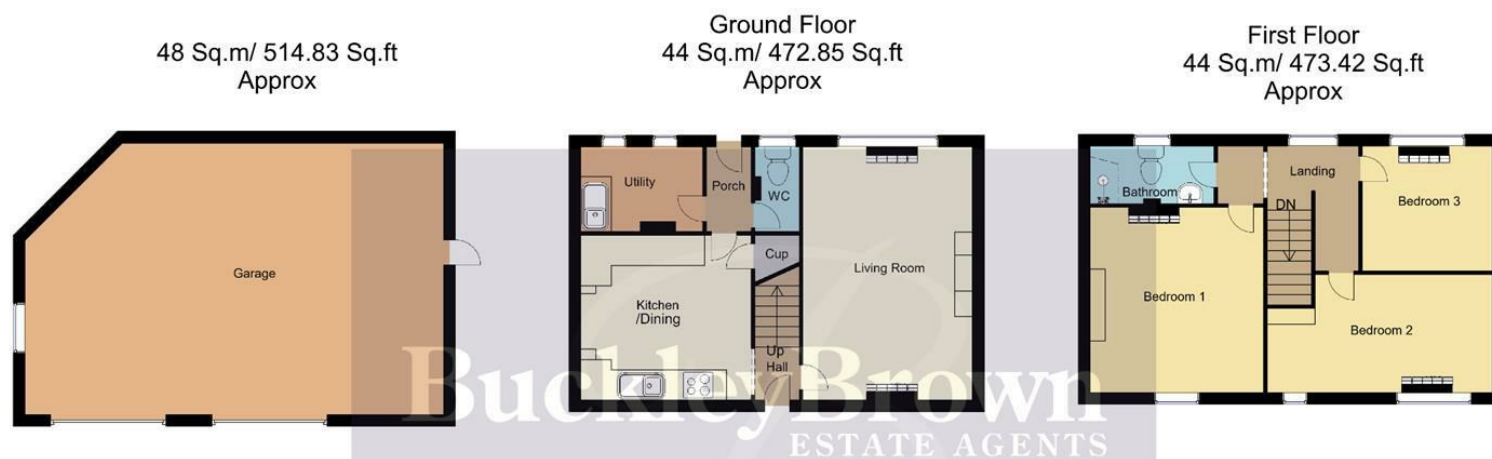 48 Sq.m/ 514.83 Sq.ft
Approx
Garage
Ground Floor
44 Sq.m/ 472.85 Sq.ft
Approx
Utility
Porch
WC
Cup
Living Room
Kitchen
/Dining
Up
Hall
First Floor
44 Sq.m/ 473.42 Sq.ft
Approx
Bathroom
Landing
DN
Bedroom 3
Bedroom 1
Bedroom 2
BuckleyBrown
ESTATE AGENTS